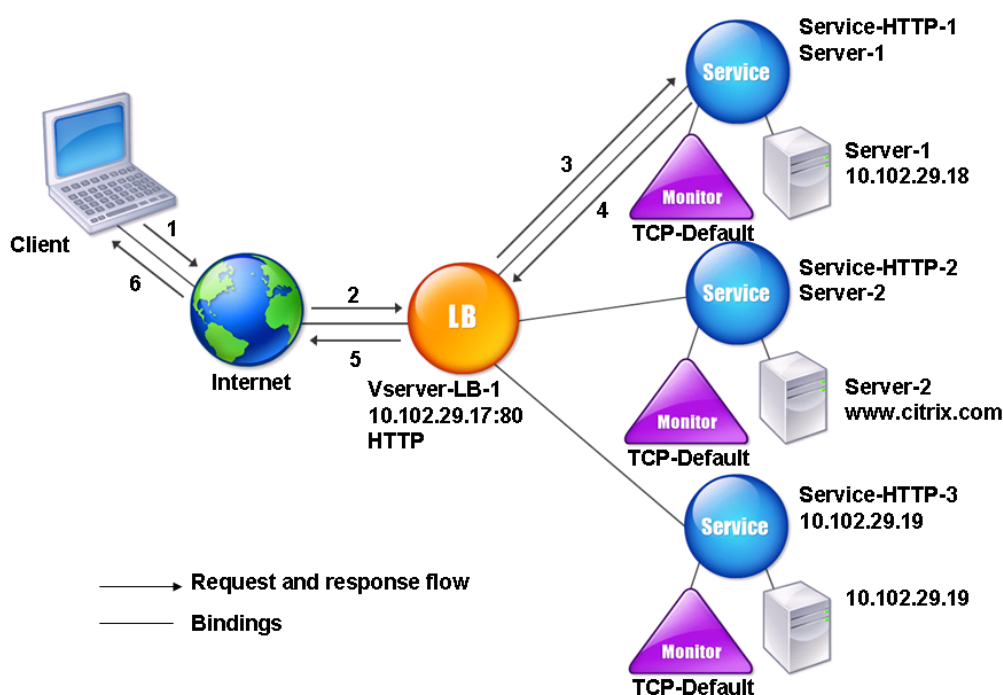 Service-HTTP-1
Server-1
Service
3
4
Monitor
TCP-Default
Server-1
10.102.29.18
Client
1
6
Internet
2
5
LB
Vserver-LB-1
10.102.29.17:80
HTTP
Service-HTTP-2
Server-2
Service
Monitor
TCP-Default
Server-2
www.citrix.com
Service-HTTP-3
10.102.29.19
Service
Monitor
TCP-Default
10.102.29.19
Request and response flow
Bindings